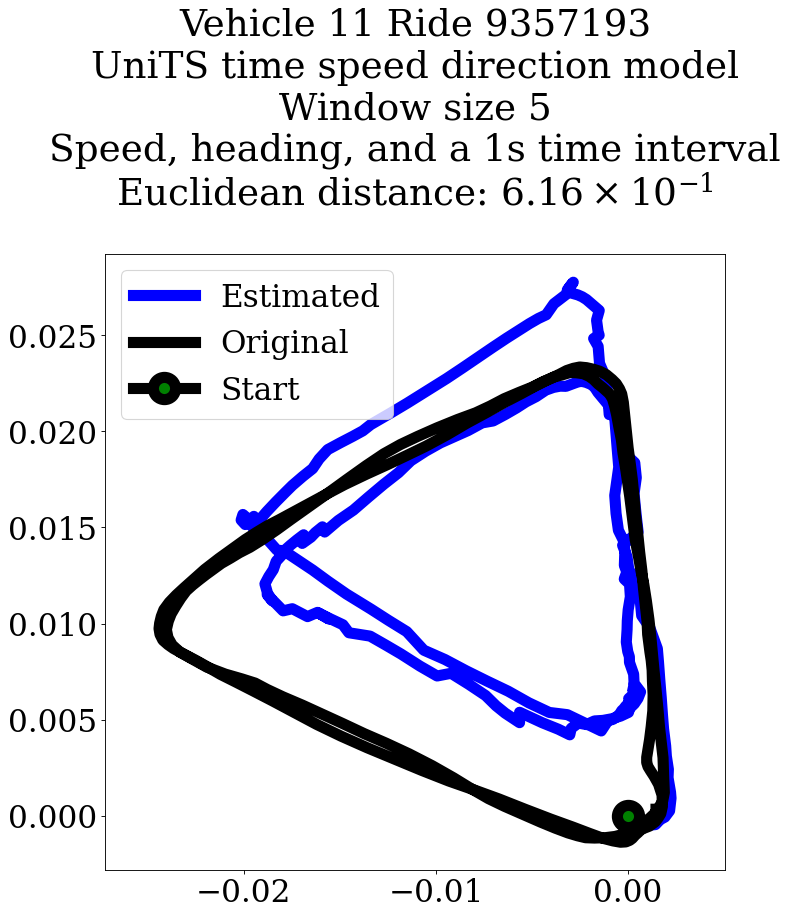 Vehicle 11 Ride 9357193
UniTS time speed direction model
Window size 5
Speed, heading, and a 1s time interval
Euclidean distance: 6.16 × 10⁻¹
Estimated
Original
Start
0.025
0.020
0.015
0.010
0.005
0.000
−0.02 −0.01 0.00